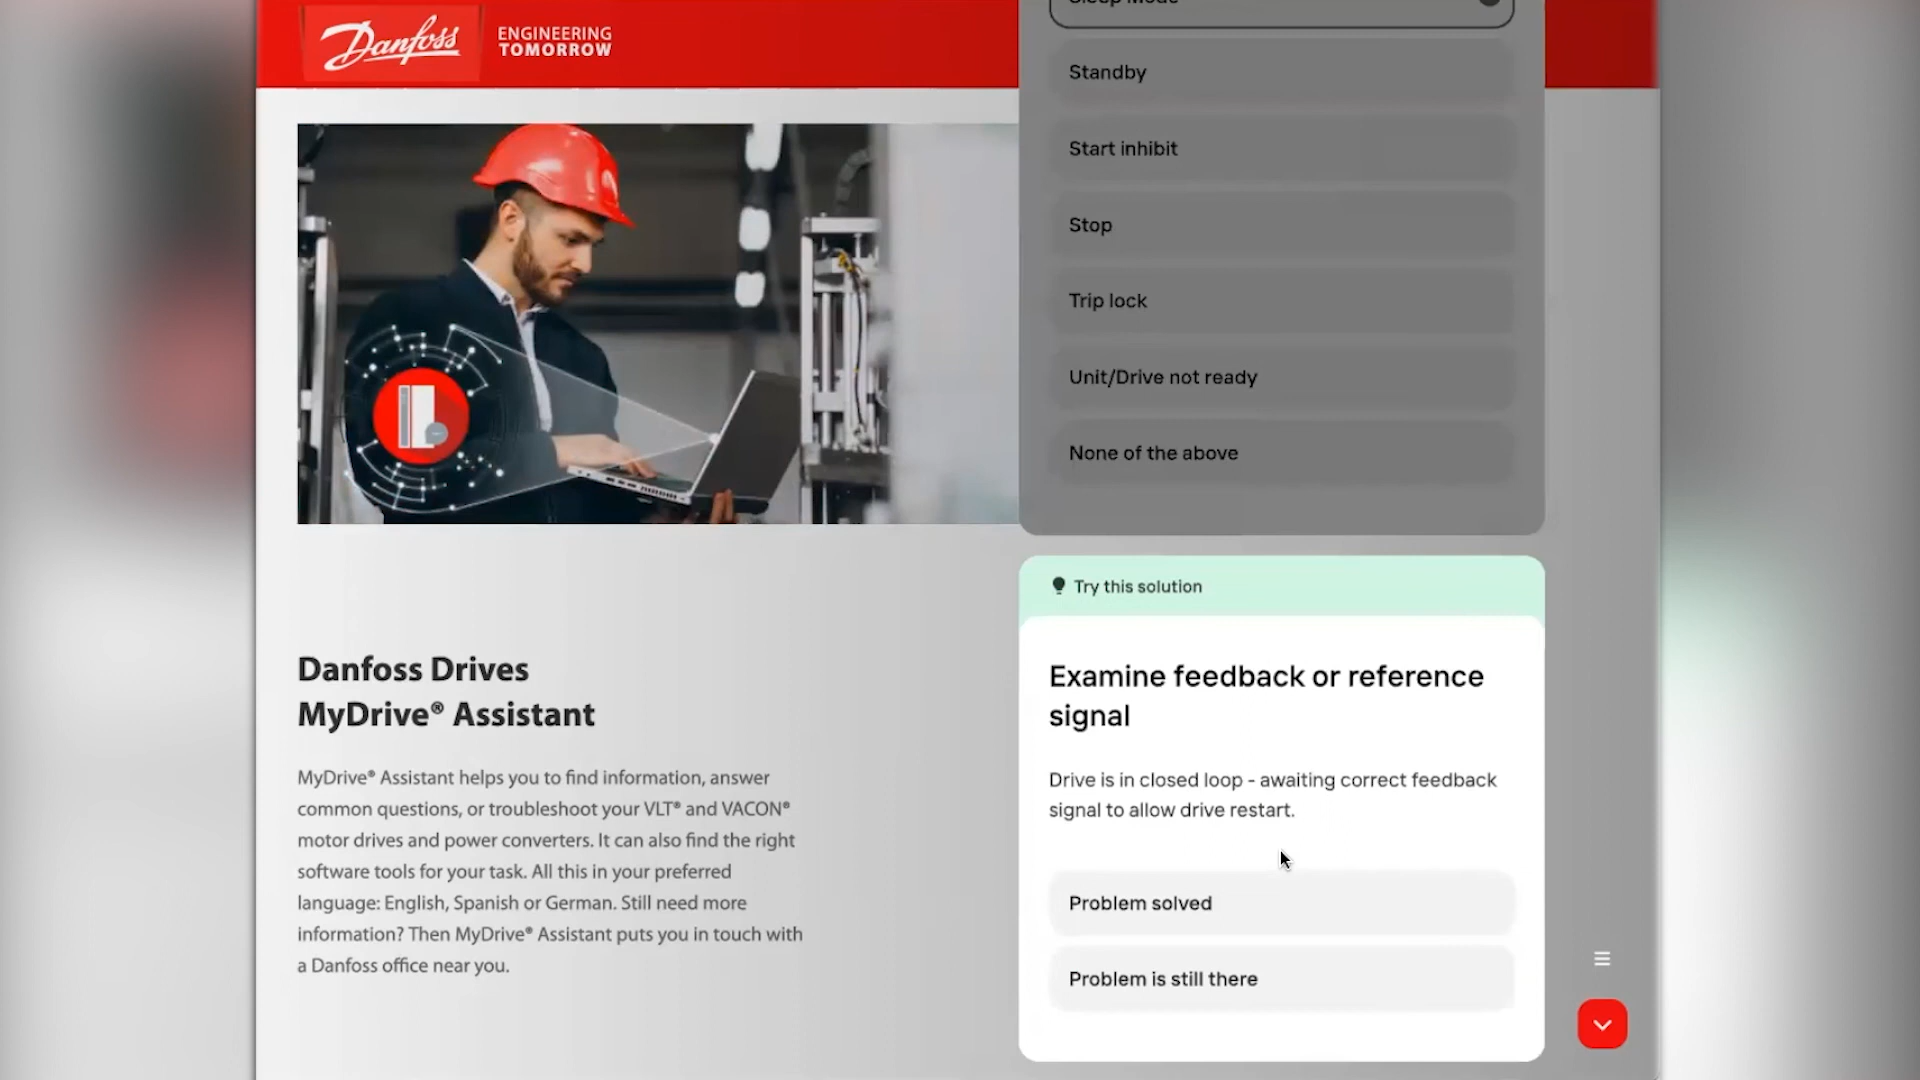 Danfoss
ENGINEERING
TOMORROW
Sleep Mode
Standby
Start inhibit
Stop
Trip lock
Unit/Drive not ready
None of the above
Try this solution
Examine feedback or reference
signal
Drive is in closed loop - awaiting correct feedback
signal to allow drive restart.
Problem solved
Problem is still there
Danfoss Drives
MyDrive® Assistant
MyDrive® Assistant helps you to find information, answer
common questions, or troubleshoot your VLT® and VACON®
motor drives and power converters. It can also find the right
software tools for your task. All this in your preferred
language: English, Spanish or German. Still need more
information? Then MyDrive® Assistant puts you in touch with
a Danfoss office near you.